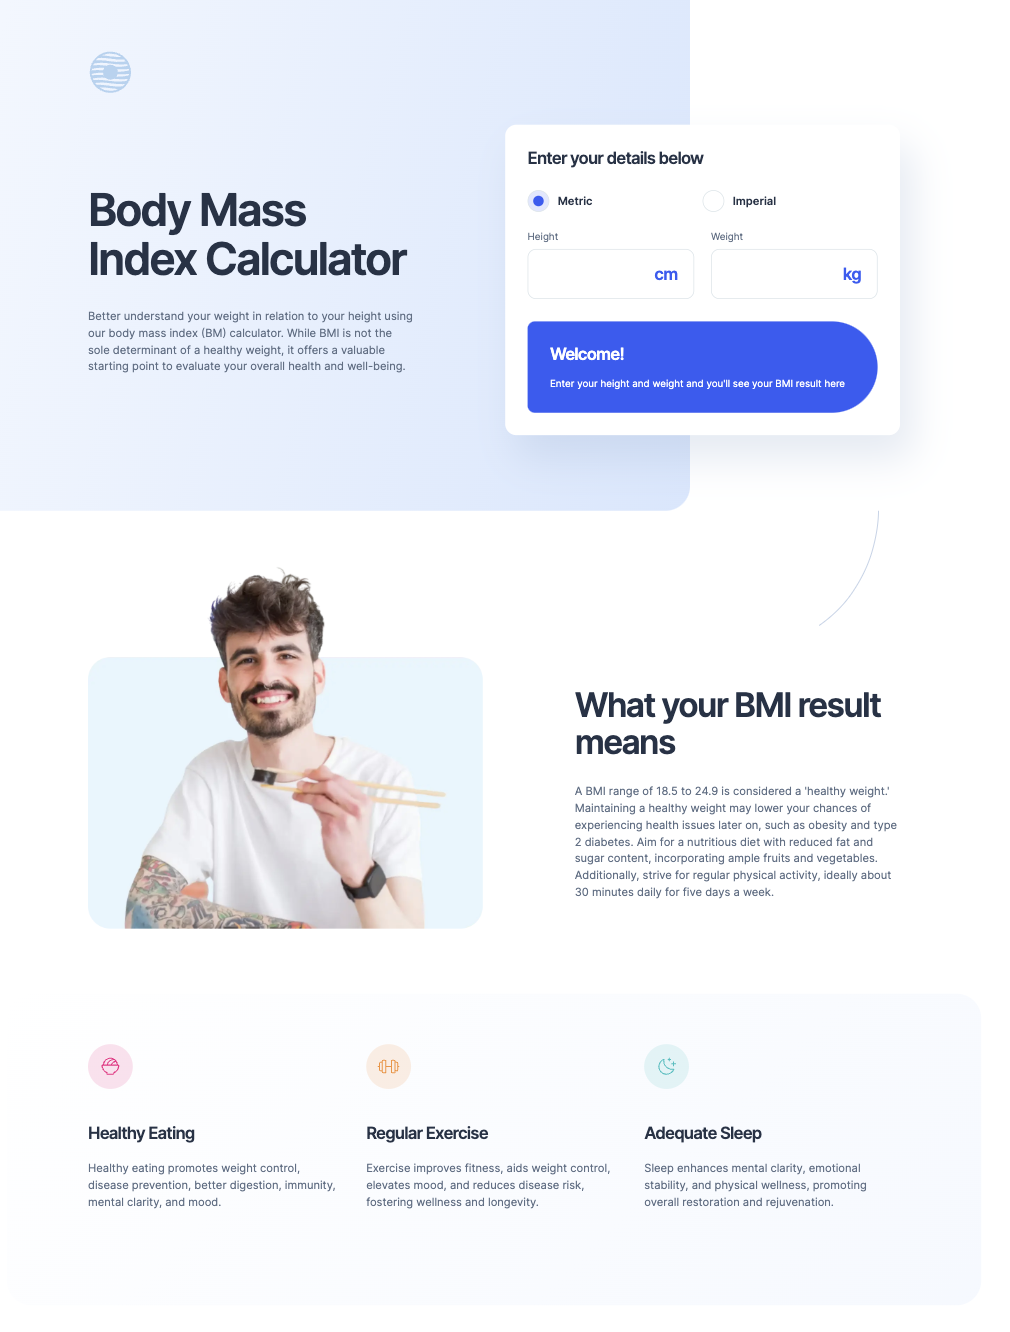 Body Mass
Index Calculator
Better understand your weight in relation to your height using
our body mass index (BM) calculator. While BMI is not the
sole determinant of a healthy weight, it offers a valuable
starting point to evaluate your overall health and well-being.
Enter your details below
Metric
Imperial
Height
Weight
cm
kg
Welcome!
Enter your height and weight and you'll see your BMI result here
What your BMI result
means
A BMI range of 18.5 to 24.9 is considered a 'healthy weight.'
Maintaining a healthy weight may lower your chances of
experiencing health issues later on, such as obesity and type
2 diabetes. Aim for a nutritious diet with reduced fat and
sugar content, incorporating ample fruits and vegetables.
Additionally, strive for regular physical activity, ideally about
30 minutes daily for five days a week.
Healthy Eating
Healthy eating promotes weight control,
disease prevention, better digestion, immunity,
mental clarity, and mood.
Regular Exercise
Exercise improves fitness, aids weight control,
elevates mood, and reduces disease risk,
fostering wellness and longevity.
Adequate Sleep
Sleep enhances mental clarity, emotional
stability, and physical wellness, promoting
overall restoration and rejuvenation.